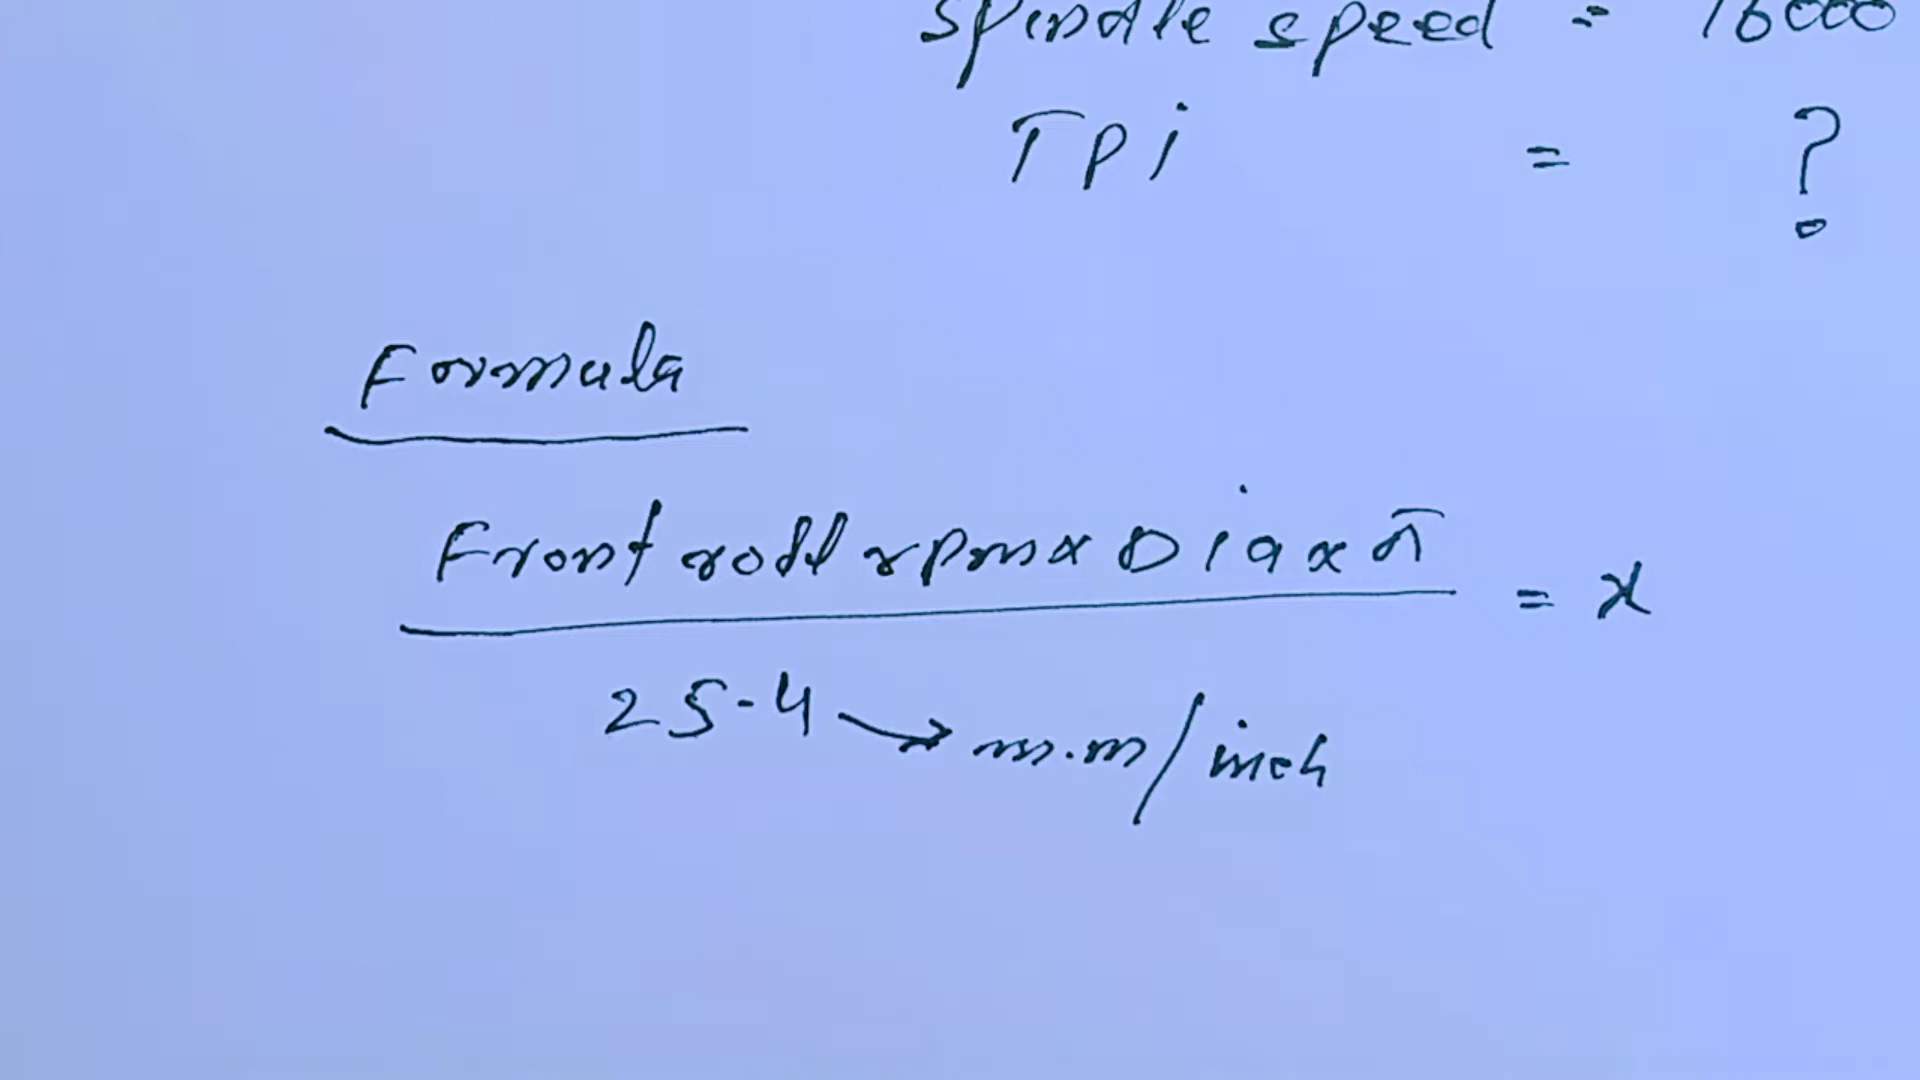 Spindle speed = 16000
TPi = ?
Formula
Front roll rpm x Dia x π = x
25.4 → m.m/inch